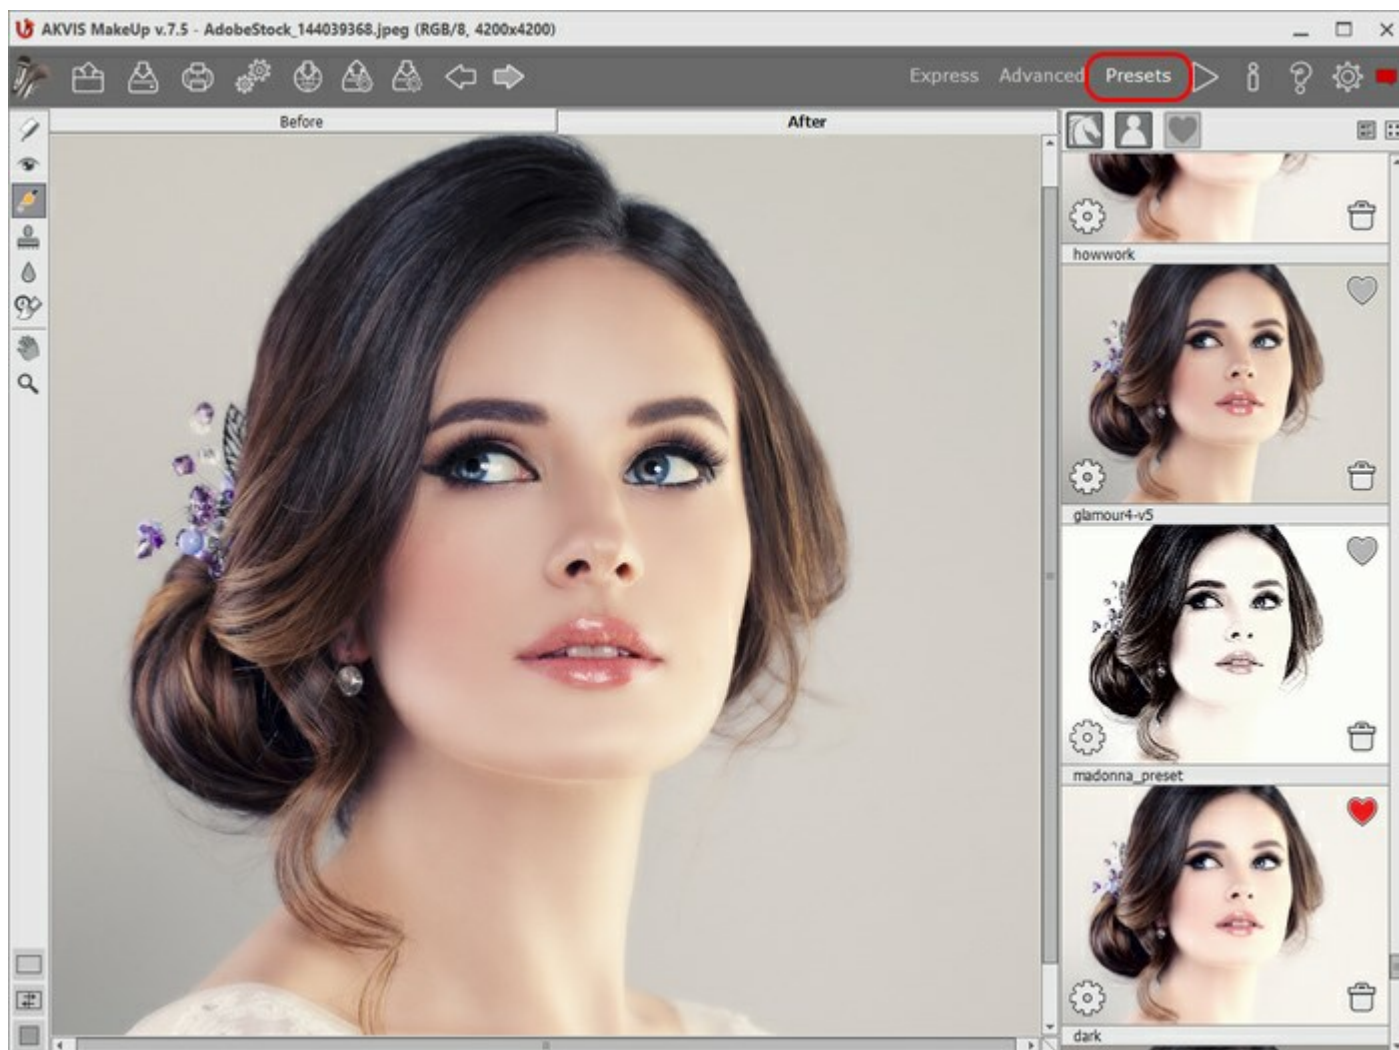 AKVIS MakeUp v.7.5 - AdobeStock_144039368.jpeg (RGB/8, 4200x4200)
Express Advanced Presets
Before After
howwork
glamour4-v5
madonna_preset
dark